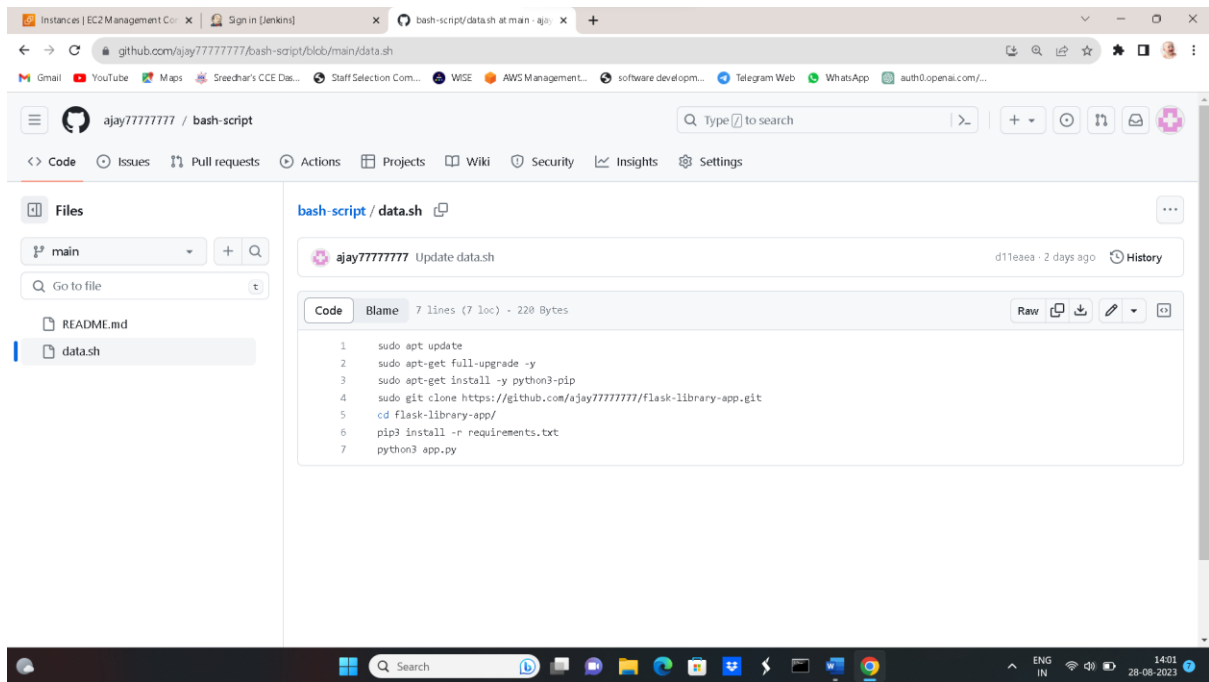 Instances | EC2 Management Con
Sign in [Jenkins]
bash-script/data.sh at main · ajay
github.com/ajay77777777/bash-script/blob/main/data.sh
Gmail YouTube Maps Sreedhar's CCE Das... Staff Selection Com... WISE AWS Management... software developm... Telegram Web WhatsApp auth0.openai.com/...
ajay77777777 / bash-script
Type / to search
Code Issues Pull requests Actions Projects Wiki Security Insights Settings
Files
main
Go to file t
README.md
data.sh
bash-script / data.sh
ajay77777777 Update data.sh
d11eaea · 2 days ago History
Code Blame 7 lines (7 loc) · 220 Bytes
Raw
1 sudo apt update
2 sudo apt-get full-upgrade -y
3 sudo apt-get install -y python3-pip
4 sudo git clone https://github.com/ajay77777777/flask-library-app.git
5 cd flask-library-app/
6 pip3 install -r requirements.txt
7 python3 app.py
Search
ENG
IN
14:01
28-08-2023
7